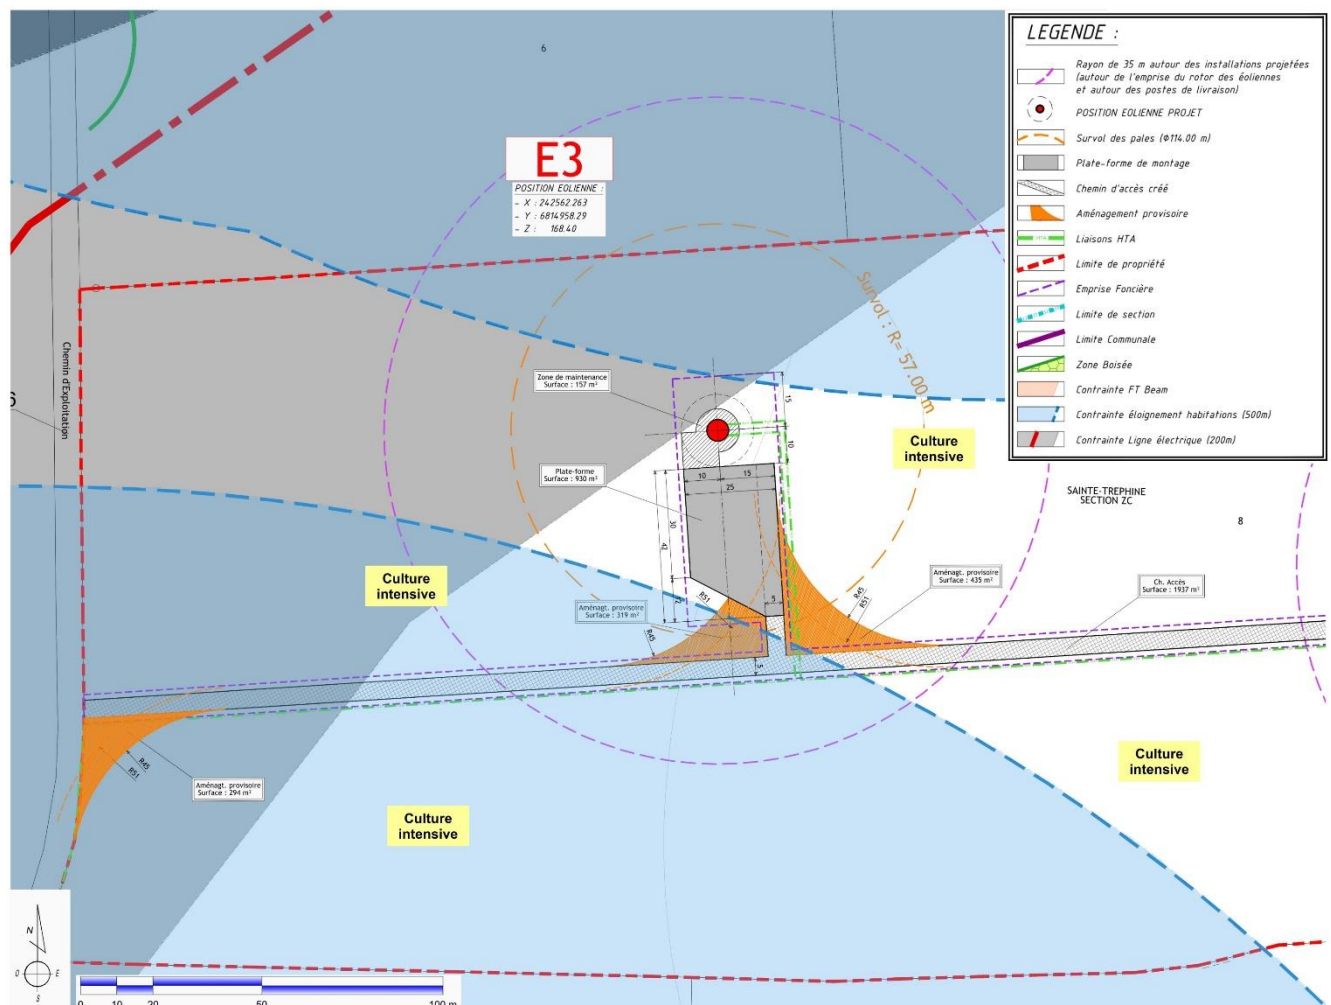 LEGENDE :
Rayon de 35 m autour des installations projetées
(autour de l'emprise du rotor des éoliennes
et autour des postes de livraison)
POSITION EOLIENNE PROJET
Survol des pales (Φ114.00 m)
Plate-forme de montage
Chemin d'accès créé
Aménagement provisoire
HTA
Liaisons HTA
Limite de propriété
Emprise Foncière
Limite de section
Limite Communale
Zone Boisée
Contrainte FT Beam
Contrainte éloignement habitations (500m)
Contrainte Ligne électrique (200m)
6
E3
POSITION EOLIENNE :
- X : 242562.263
- Y : 6814958.29
- Z : 168.40
Survol : R= 57.00 m
Chemin d'Exploitation
6
Zone de maintenance
Surface : 157 m²
15
10
Culture
intensive
Plate-forme
Surface : 930 m²
10
15
25
30
42
12
5
5
SAINTE-TREPHINE
SECTION ZC
8
Culture
intensive
Aménagt. provisoire
Surface : 319 m²
R51
R45
Aménagt. provisoire
Surface : 435 m²
R45
R51
Ch. Accès
Surface : 1937 m²
R45
R51
Aménagt. provisoire
Surface : 294 m²
Culture
intensive
Culture
intensive
N
O
E
S
0
10
20
50
100 m